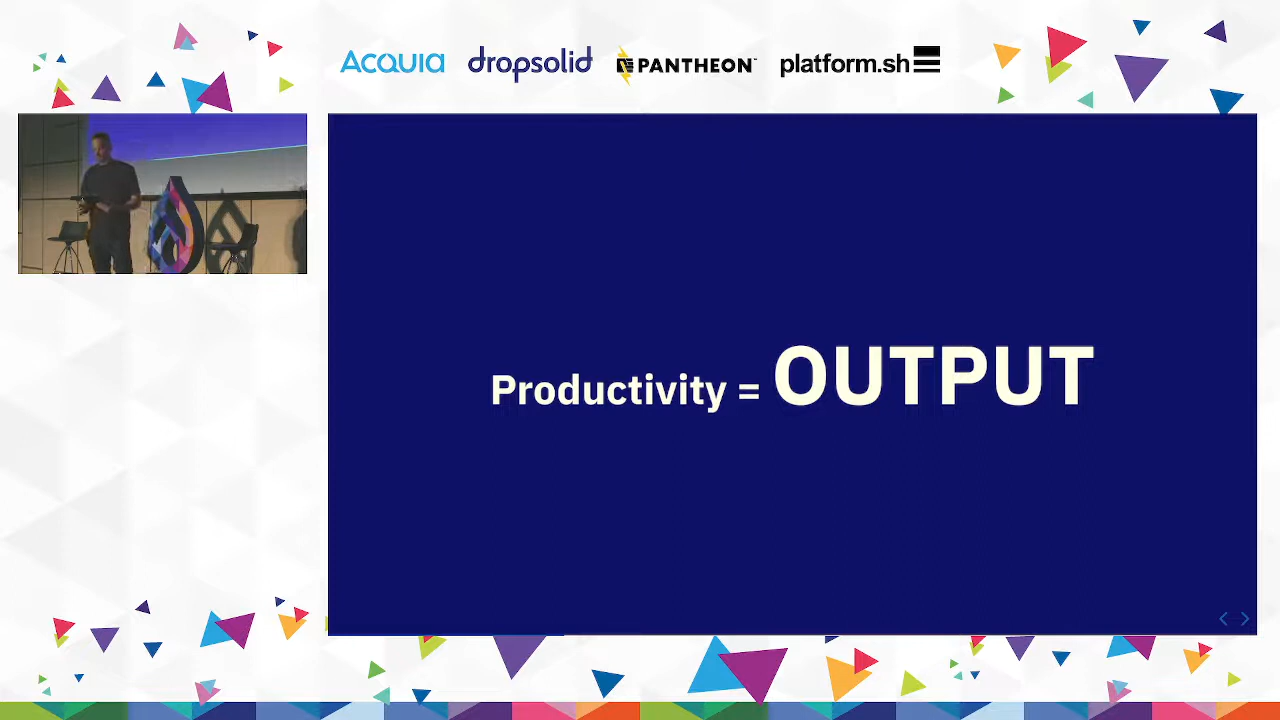 Acquia
dropsolid
PANTHEON
platform.sh
Productivity = OUTPUT